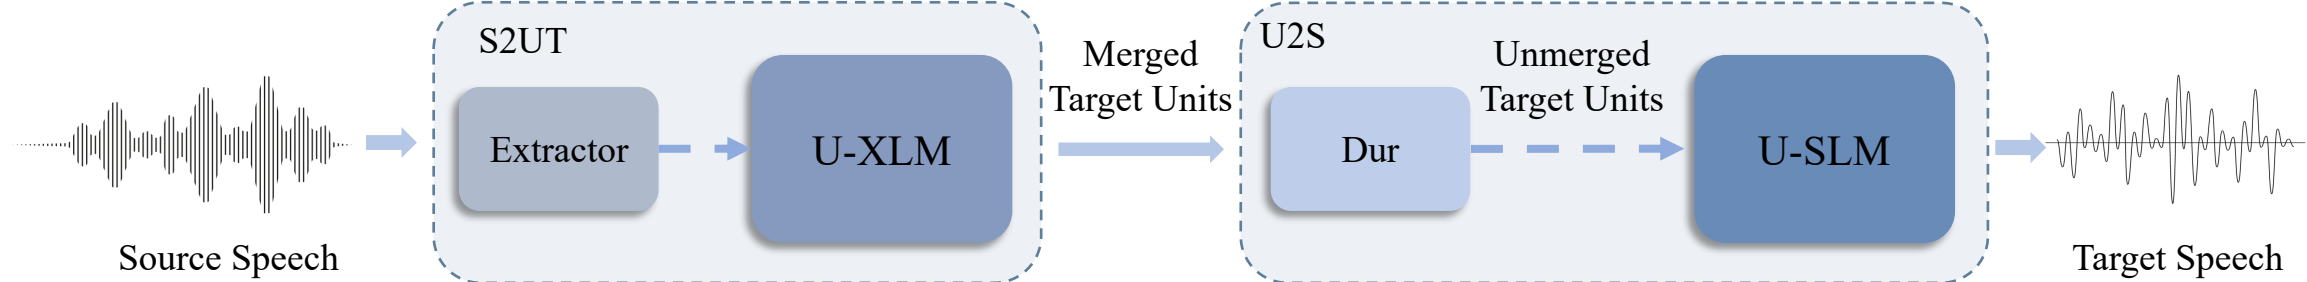 Source Speech
S2UT
Extractor
U-XLM
Merged
Target Units
U2S
Dur
Unmerged
Target Units
U-SLM
Target Speech